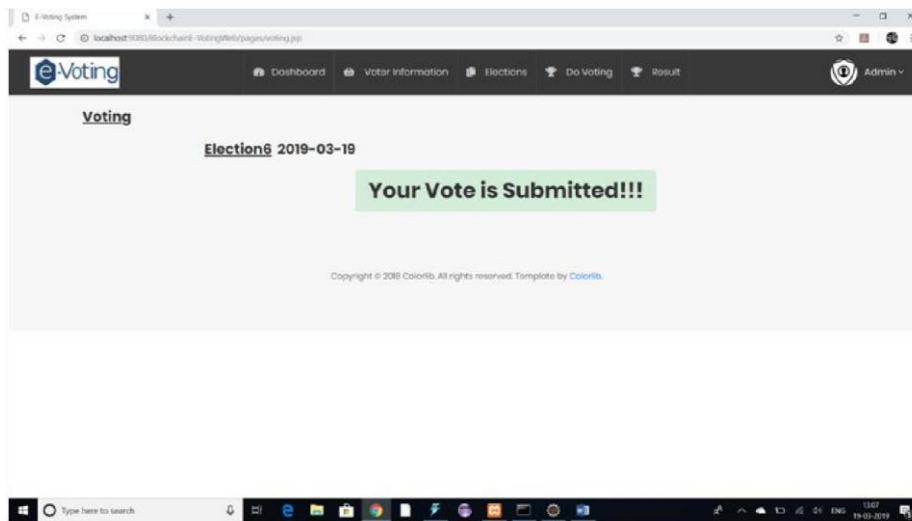 E-Voting System
localhost:9080/BlockchainE-VotingWeb/pages/voting.jsp
e-Voting
Dashboard
Votor Information
Elections
Do Voting
Result
Admin
Voting
Election6 2019-03-19
Your Vote is Submitted!!!
Copyright © 2018 Colorlib. All rights reserved. Template by Colorlib.
Type here to search
ENG
13:07
19-03-2019